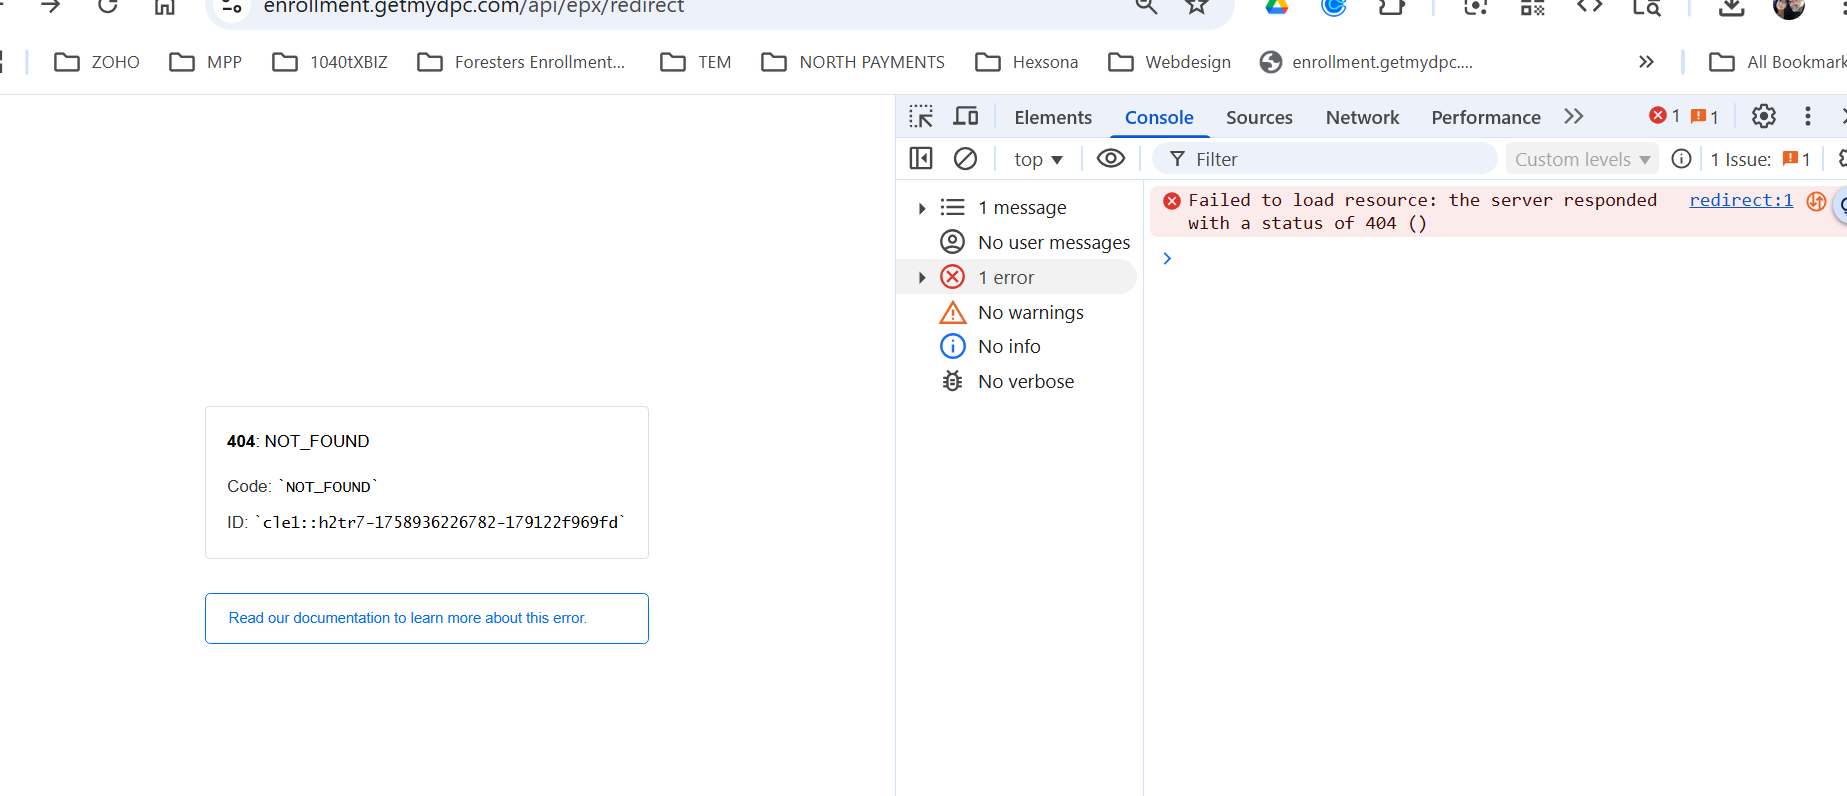 enrollment.getmydpc.com/api/epx/redirect
ZOHO MPP 1040tXBIZ Foresters Enrollment... TEM NORTH PAYMENTS Hexsona Webdesign enrollment.getmydpc.... » All Bookmark
Elements Console Sources Network Performance 1 1
top Filter Custom levels 1 Issue: 1
1 message
No user messages
1 error
No warnings
No info
No verbose
Failed to load resource: the server responded redirect:1
with a status of 404 ()
404: NOT_FOUND
Code: `NOT_FOUND`
ID: `cle1::h2tr7-1758936226782-179122f969fd`
Read our documentation to learn more about this error.